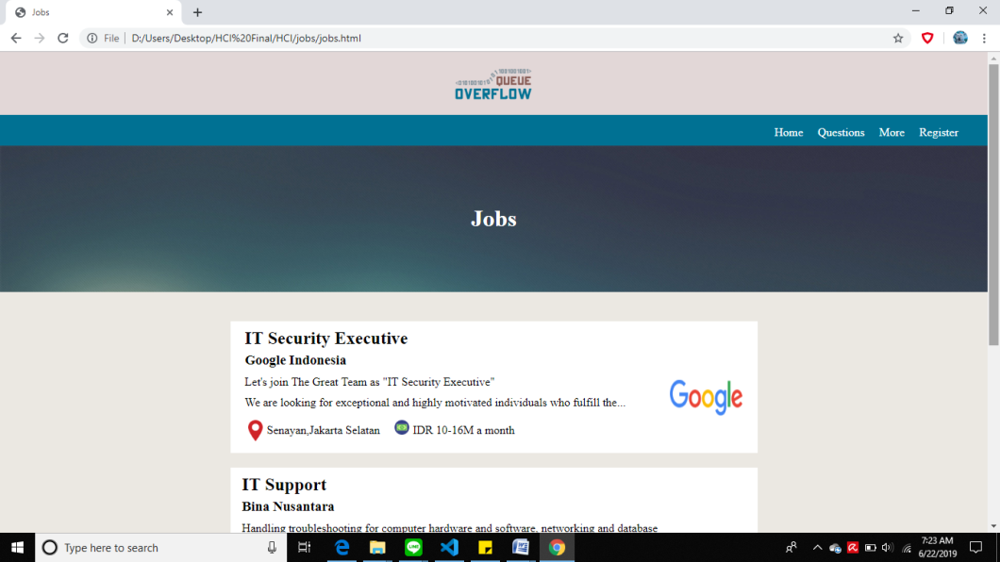 Jobs
File
D:/Users/Desktop/HCI%20Final/HCI/jobs/jobs.html
QUEUE
OVERFLOW
Home Questions More Register
Jobs
IT Security Executive
Google Indonesia
Let's join The Great Team as "IT Security Executive"
We are looking for exceptional and highly motivated individuals who fulfill the...
Google
Senayan,Jakarta Selatan IDR 10-16M a month
IT Support
Bina Nusantara
Handling troubleshooting for computer hardware and software, networking and database
Type here to search
LINE
7:23 AM
6/22/2019